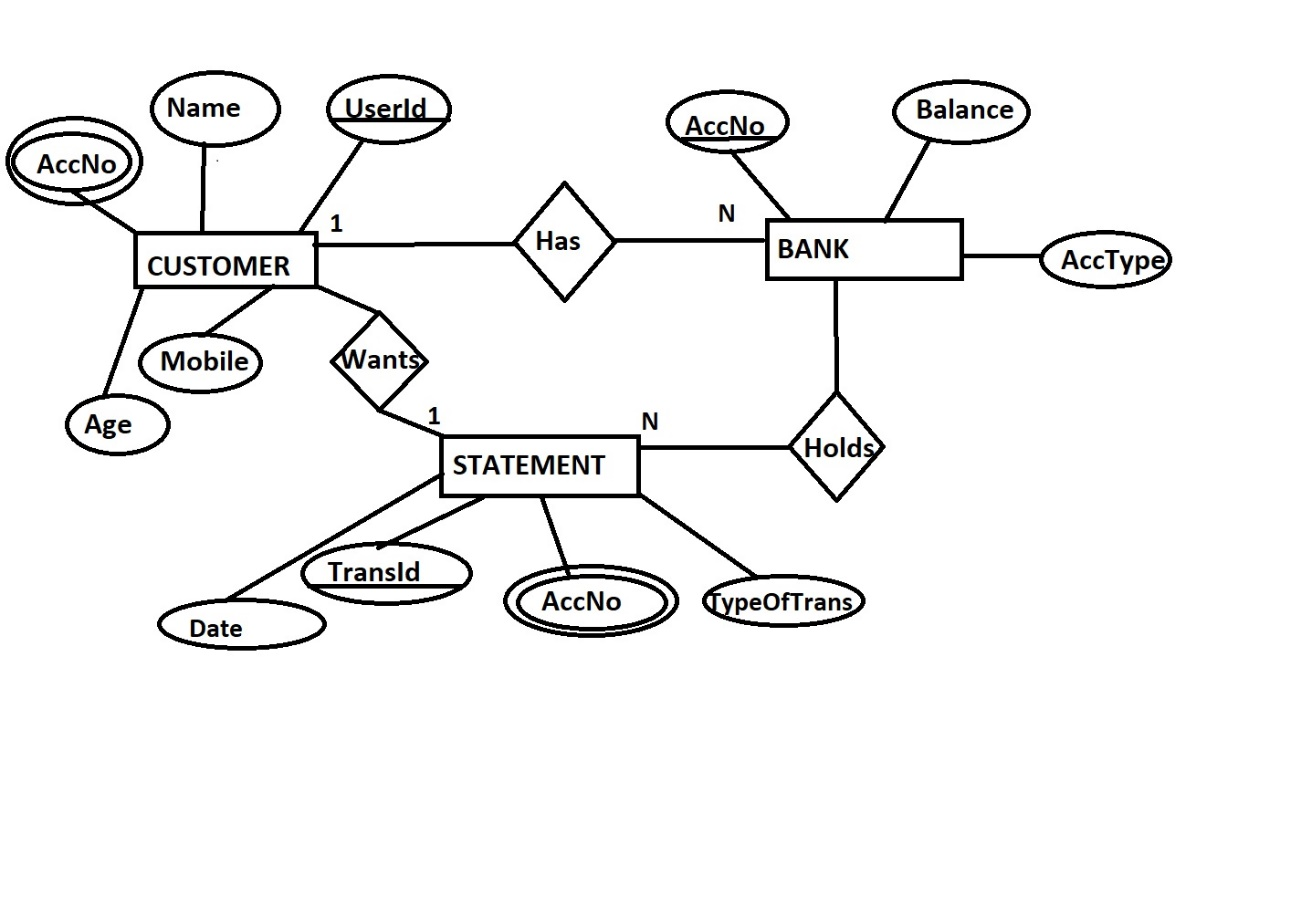 Name
UserId
AccNo
AccNo
Balance
1
N
Has
CUSTOMER
BANK
AccType
Mobile
Wants
Age
1
N
STATEMENT
Holds
TransId
AccNo
TypeOfTrans
Date